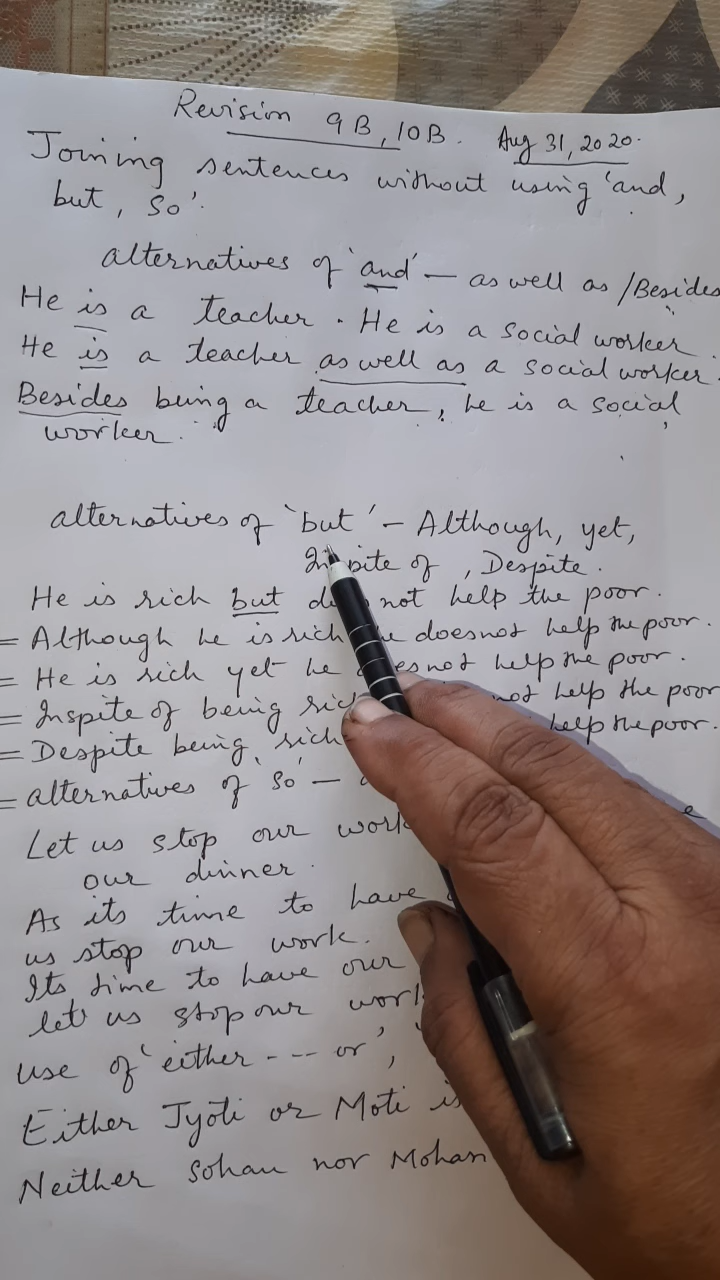 Revision 9B, 10B. Aug 31, 2020.
Joining sentences without using 'and,
but, so'.
alternatives of 'and' – as well as / Besides
He is a teacher. He is a social worker.
He is a teacher as well as a social worker.
Besides being a teacher, he is a social
worker.
alternatives of 'but' – Although, yet,
Inspite of, Despite.
He is rich but not help the poor.
= Although he is rich he doesnot help the poor.
= He is rich yet he doesnot help the poor.
= Inspite of being rich not help the poor
= Despite being rich help the poor.
= alternatives of so' –
Let us stop our work
our dinner.
As its time to have
us stop our work.
Its time to have our
let us stop our work
use of 'either --- or',
Either Jyoti or Moti is
Neither Sohan nor Mohan